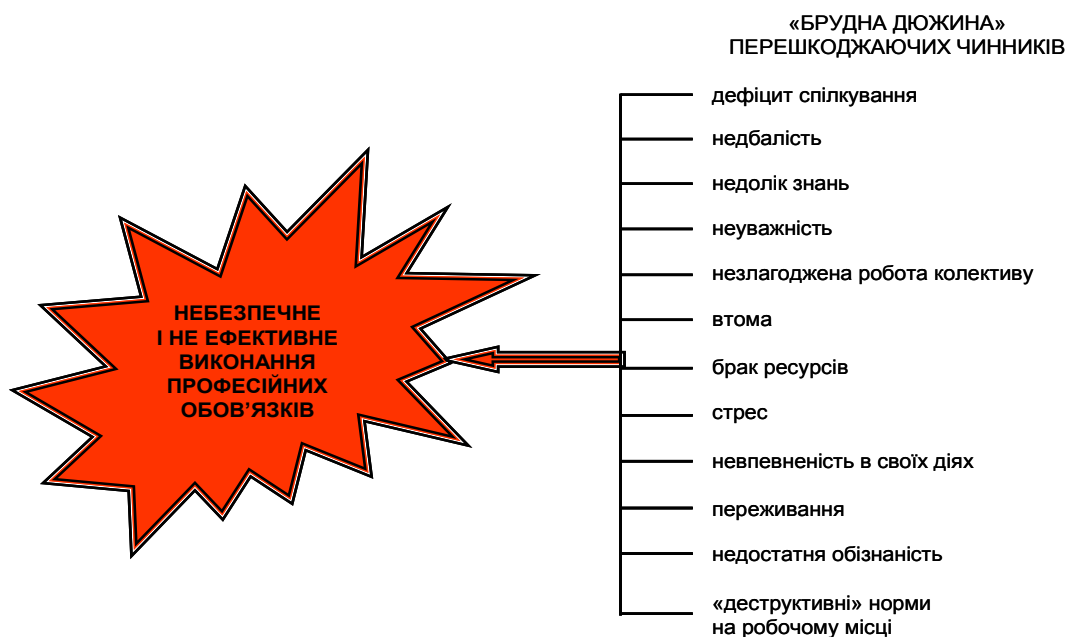 «БРУДНА ДЮЖИНА»
ПЕРЕШКОДЖАЮЧИХ ЧИННИКІВ
дефіцит спілкування
недбалість
недолік знань
неуважність
незлагоджена робота колективу
втома
брак ресурсів
стрес
невпевненість в своїх діях
переживання
недостатня обізнаність
«деструктивні» норми
на робочому місці
НЕБЕЗПЕЧНЕ
І НЕ ЕФЕКТИВНЕ
ВИКОНАННЯ
ПРОФЕСІЙНИХ
ОБОВ’ЯЗКІВ